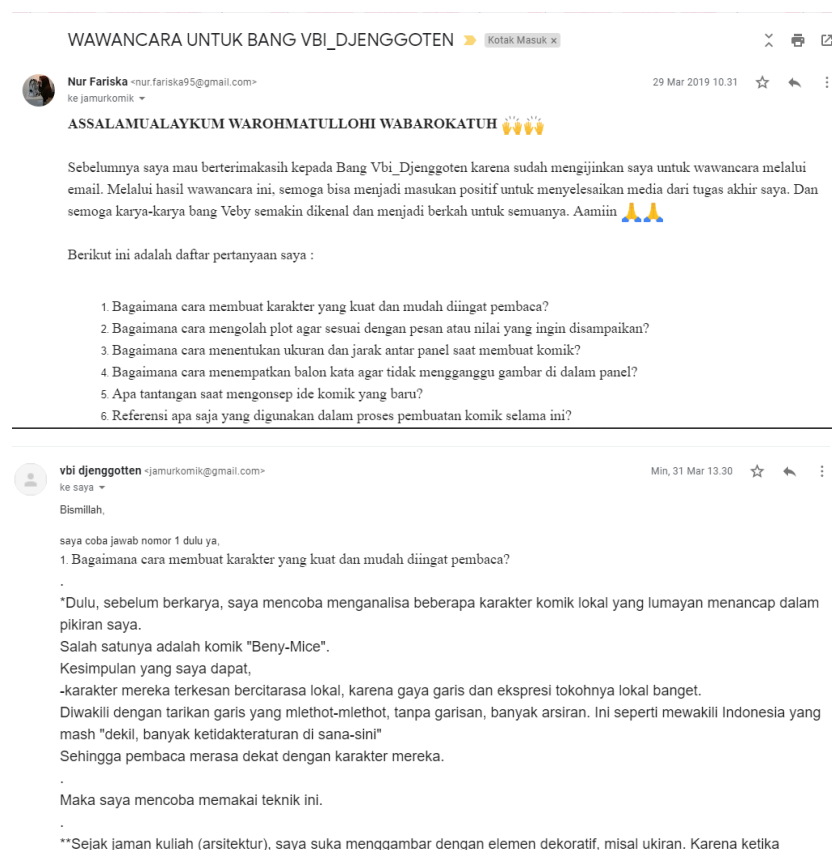 WAWANCARA UNTUK BANG VBI_DJENGGOTEN Kotak Masuk ×
Nur Fariska <nur.fariska95@gmail.com> 29 Mar 2019 10.31
ke jamurkomik
ASSALAMUALAYKUM WAROHMATULLOHI WABAROKATUH 🙌🙌
Sebelumnya saya mau berterimakasih kepada Bang Vbi_Djenggoten karena sudah mengijinkan saya untuk wawancara melalui
email. Melalui hasil wawancara ini, semoga bisa menjadi masukan positif untuk menyelesaikan media dari tugas akhir saya. Dan
semoga karya-karya bang Veby semakin dikenal dan menjadi berkah untuk semuanya. Aamiin 🙏🙏
Berikut ini adalah daftar pertanyaan saya :
1. Bagaimana cara membuat karakter yang kuat dan mudah diingat pembaca?
2. Bagaimana cara mengolah plot agar sesuai dengan pesan atau nilai yang ingin disampaikan?
3. Bagaimana cara menentukan ukuran dan jarak antar panel saat membuat komik?
4. Bagaimana cara menempatkan balon kata agar tidak mengganggu gambar di dalam panel?
5. Apa tantangan saat mengonsep ide komik yang baru?
6. Referensi apa saja yang digunakan dalam proses pembuatan komik selama ini?
vbi djenggotten <jamurkomik@gmail.com> Min, 31 Mar 13.30
ke saya
Bismillah,
saya coba jawab nomor 1 dulu ya,
1. Bagaimana cara membuat karakter yang kuat dan mudah diingat pembaca?
.
*Dulu, sebelum berkarya, saya mencoba menganalisa beberapa karakter komik lokal yang lumayan menancap dalam
pikiran saya.
Salah satunya adalah komik "Beny-Mice".
Kesimpulan yang saya dapat,
-karakter mereka terkesan bercitarasa lokal, karena gaya garis dan ekspresi tokohnya lokal banget.
Diwakili dengan tarikan garis yang mlethot-mlethot, tanpa garisan, banyak arsiran. Ini seperti mewakili Indonesia yang
mash "dekil, banyak ketidakteraturan di sana-sini"
Sehingga pembaca merasa dekat dengan karakter mereka.
.
Maka saya mencoba memakai teknik ini.
.
**Sejak jaman kuliah (arsitektur), saya suka menggambar dengan elemen dekoratif, misal ukiran. Karena ketika